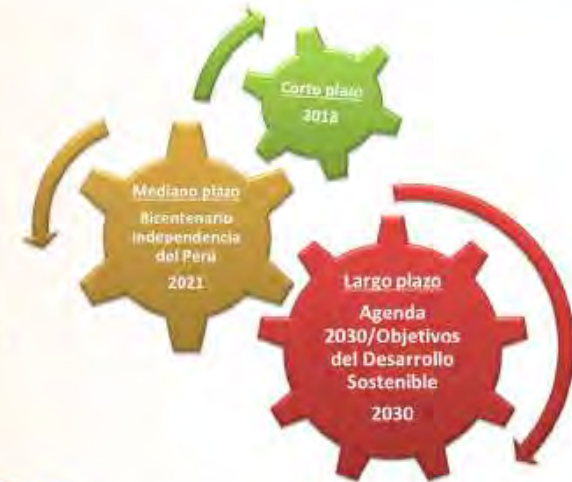 Corto plazo
2018
Mediano plazo
Bicentenario
Independencia
del Perú
2021
Largo plazo
Agenda
2030/Objetivos
del Desarrollo
Sostenible
2030